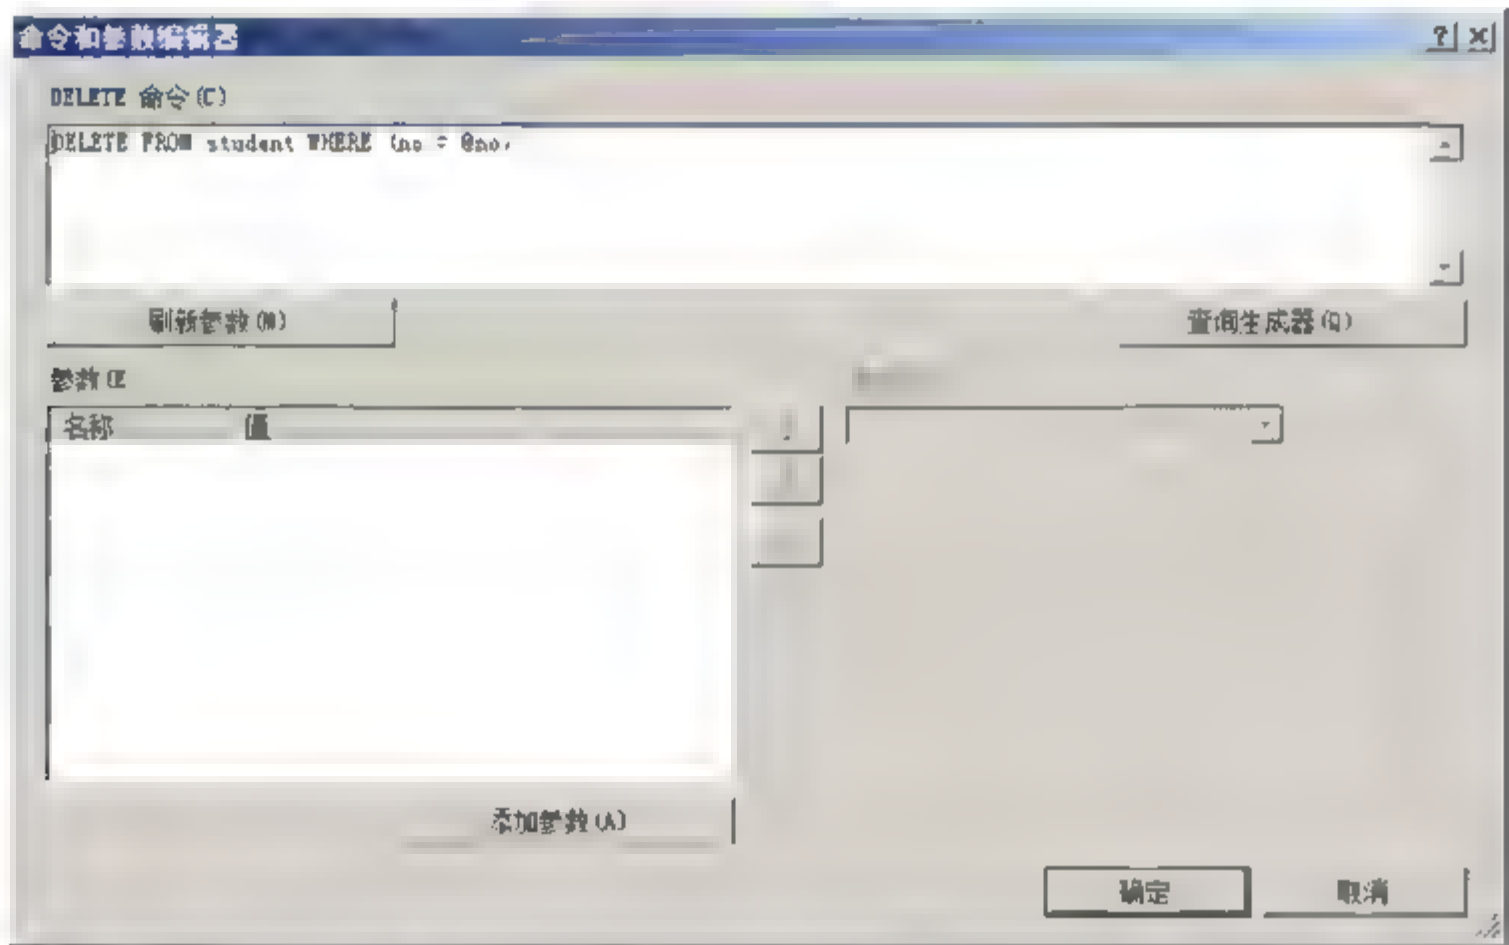 命令和参数编辑器
DELETE 命令(C)
DELETE FROM student WHERE (no = @no)
刷新参数(M)
查询生成器(Q)
参数(E
名称 值
添加参数(A)
确定 取消